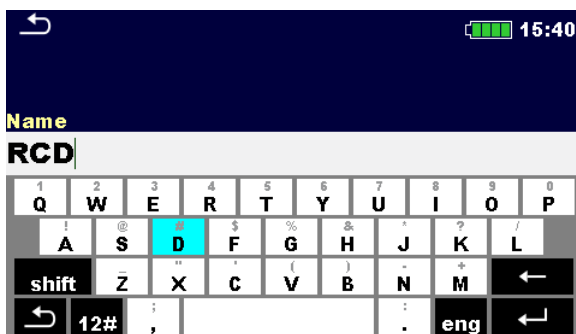 15:40
Name
RCD
1 2 3 4 5 6 7 8 9 0
Q W E R T Y U I O P
! @ # $ % & * ? /
A S D F G H J K L
_ " ( ) - +
shift Z X C V B N M
; :
12# , . eng